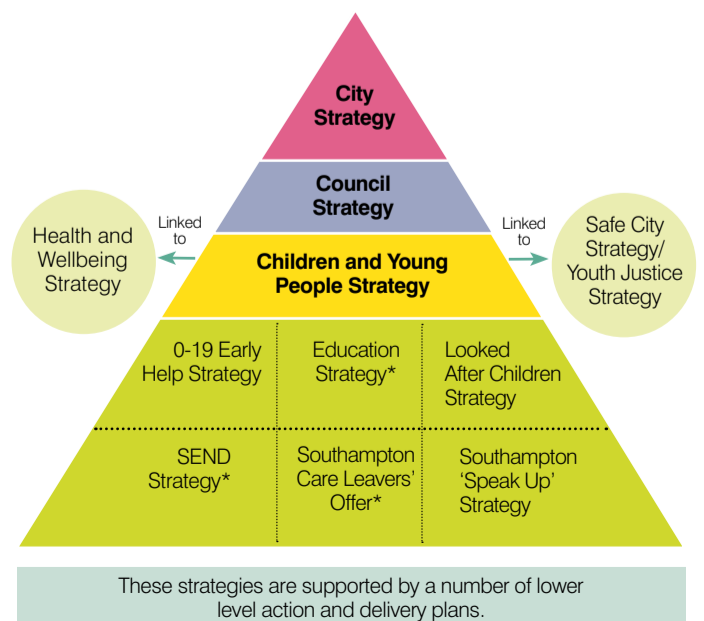 City
Strategy
Council
Strategy
Linked
to
Linked
to
Health and
Wellbeing
Strategy
Safe City
Strategy/
Youth Justice
Strategy
Children and Young
People Strategy
0-19 Early
Help Strategy
Education
Strategy*
Looked
After Children
Strategy
SEND
Strategy*
Southampton
Care Leavers’
Offer*
Southampton
‘Speak Up’
Strategy
These strategies are supported by a number of lower
level action and delivery plans.